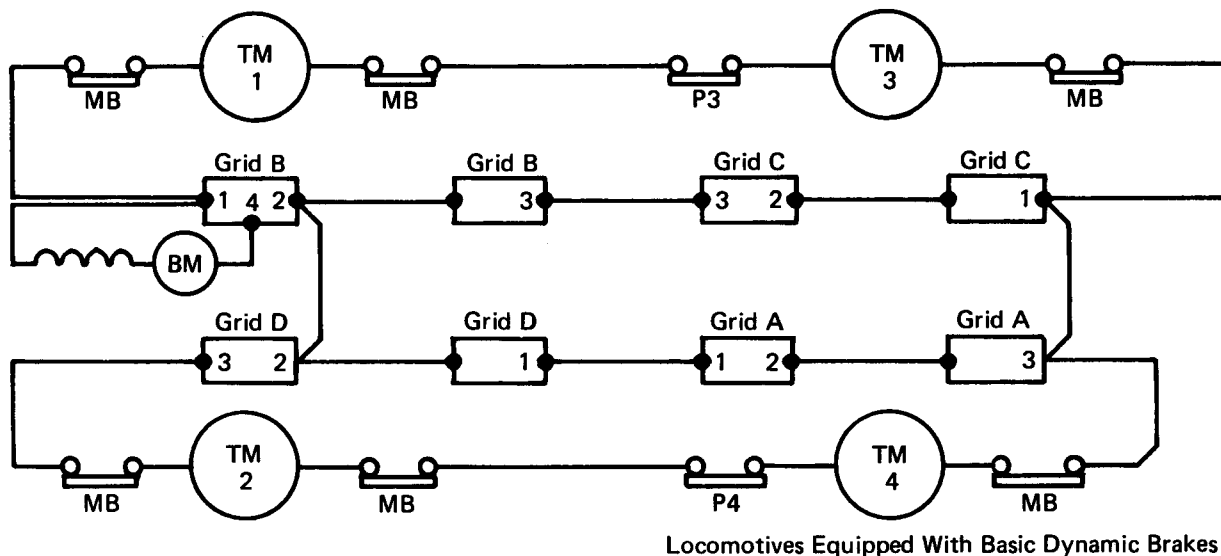 TM
1
TM
3
MB
MB
P3
MB
Grid B
Grid B
Grid C
Grid C
1 4 2
3
3 2
1
BM
Grid D
Grid D
Grid A
Grid A
3 2
1
1 2
3
TM
2
TM
4
MB
MB
P4
MB
Locomotives Equipped With Basic Dynamic Brakes